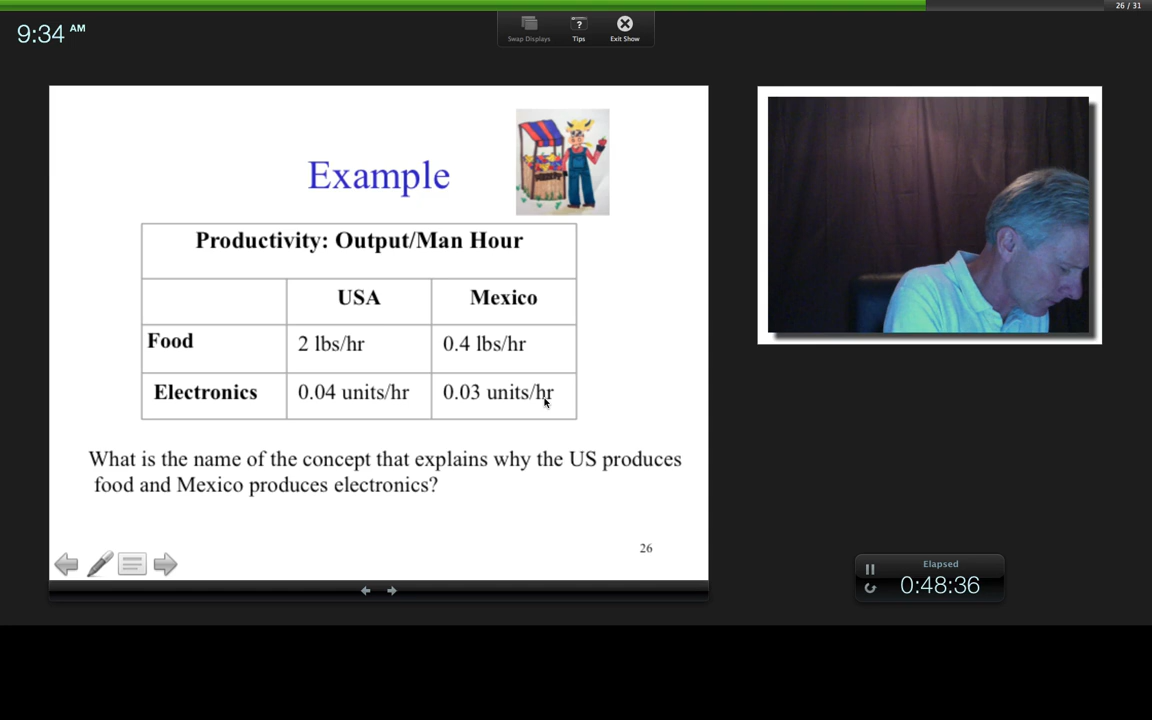 26 / 31
9:34 AM
Swap Displays
Tips
Exit Show
Example
Productivity: Output/Man Hour
USA Mexico
Food 2 lbs/hr 0.4 lbs/hr
Electronics 0.04 units/hr 0.03 units/hr
What is the name of the concept that explains why the US produces
food and Mexico produces electronics?
26
Elapsed
0:48:36